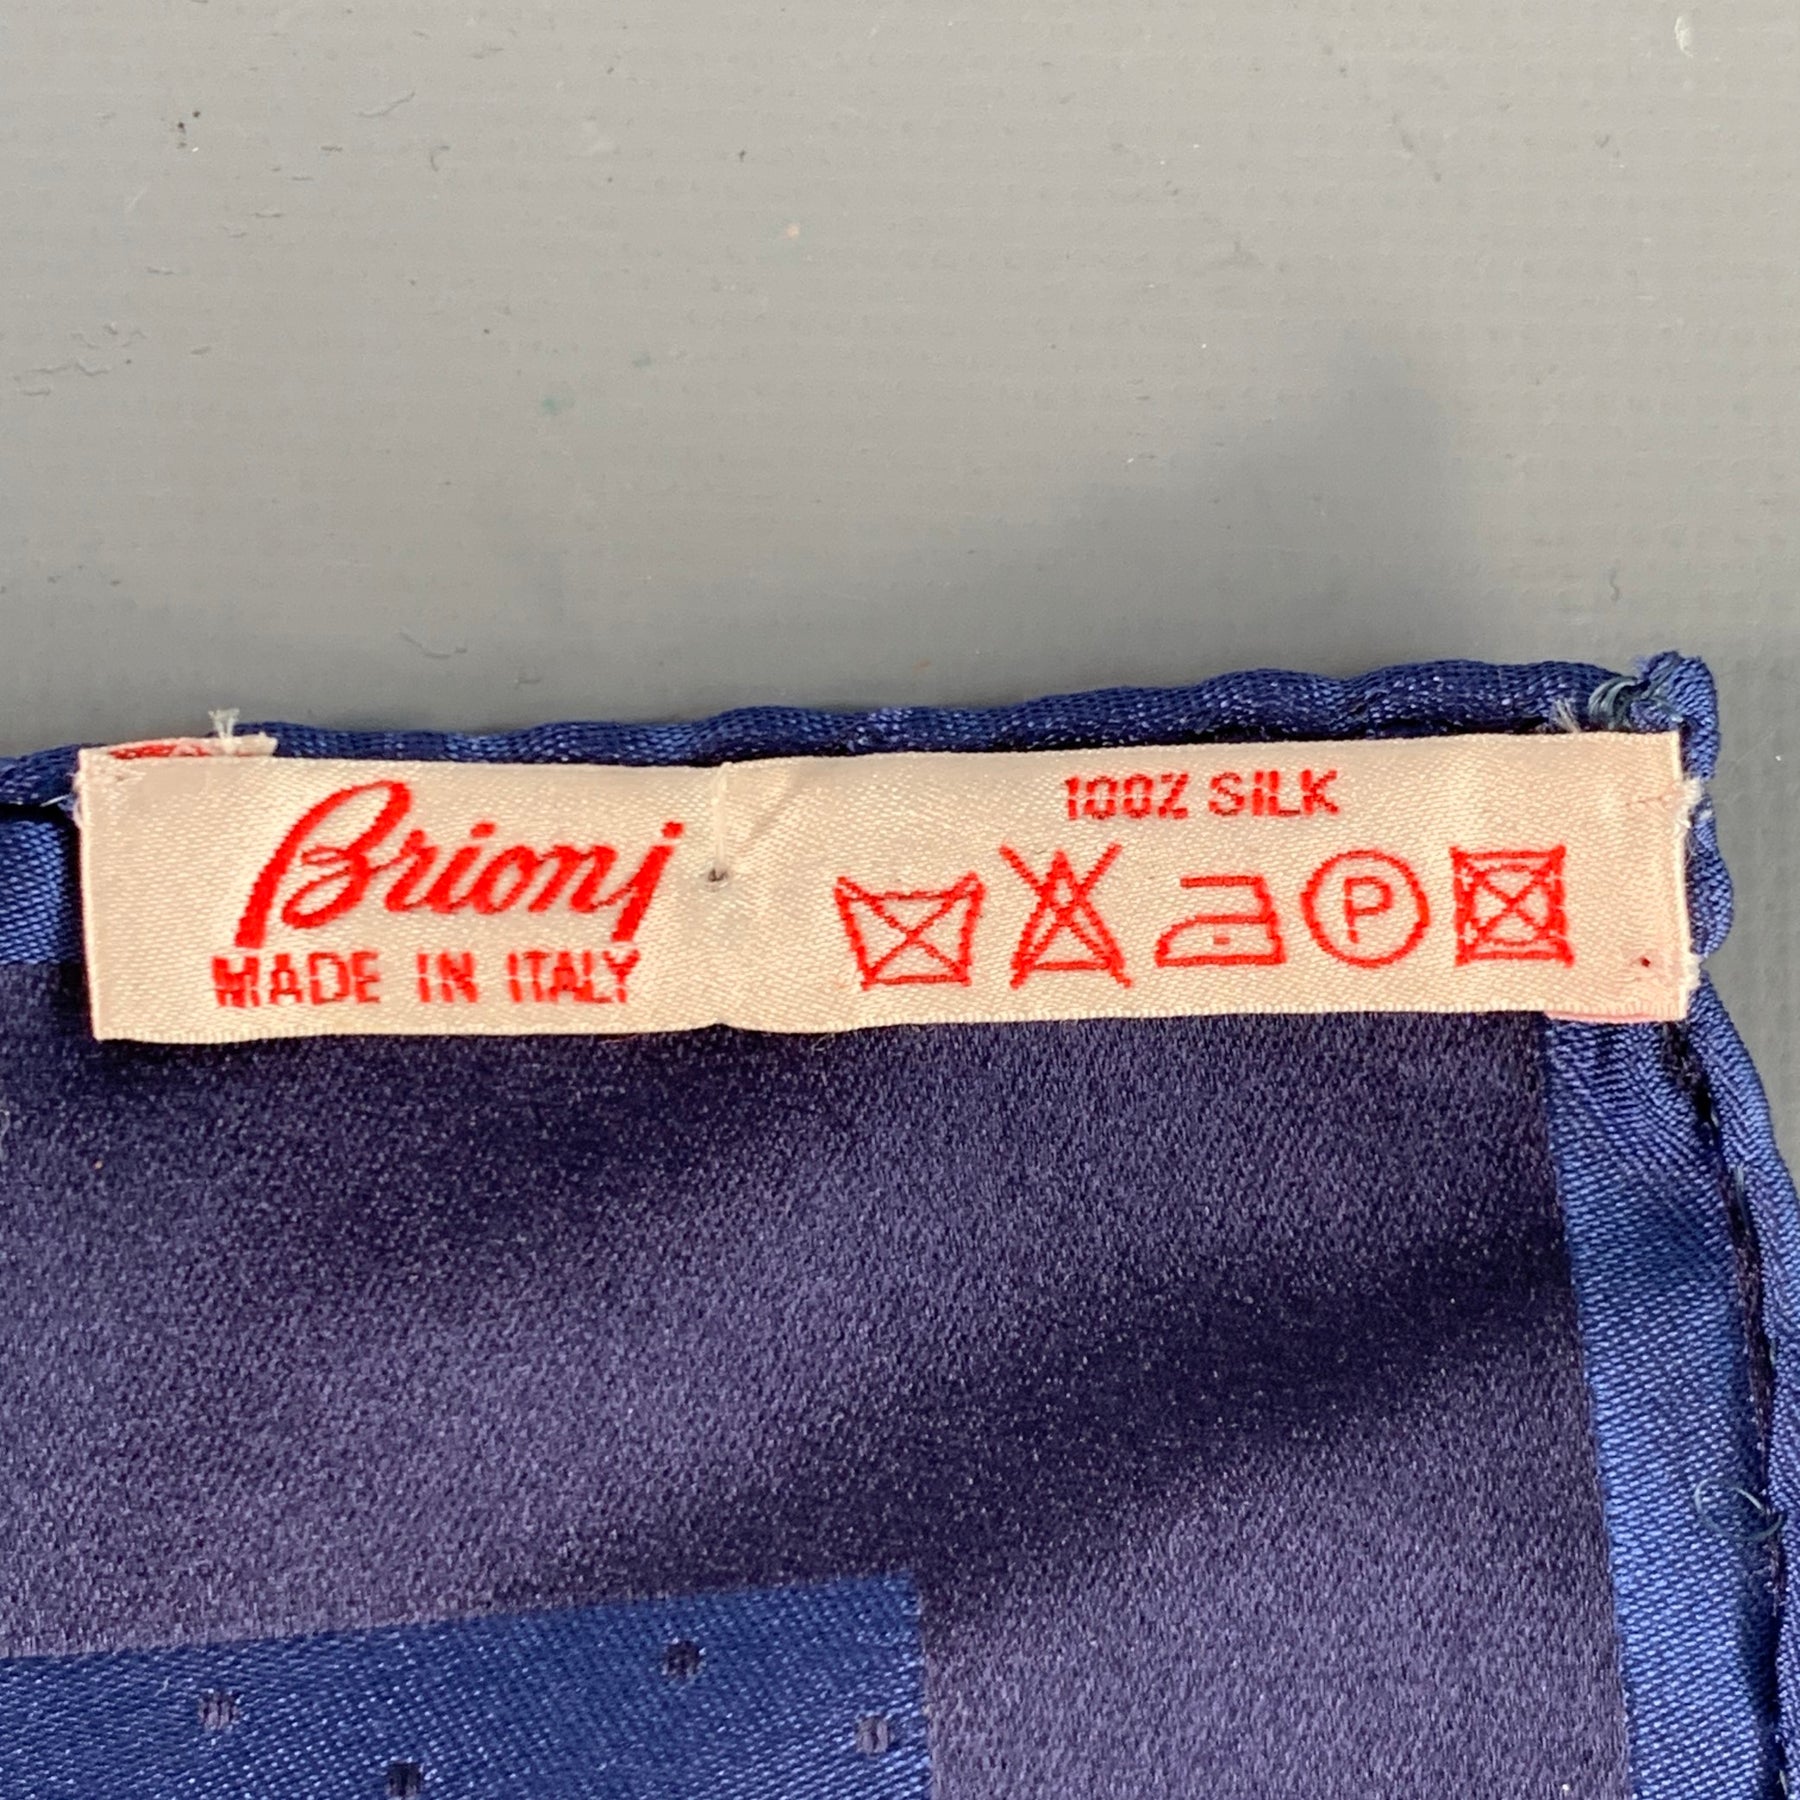 Brioni
MADE IN ITALY
100% SILK
P